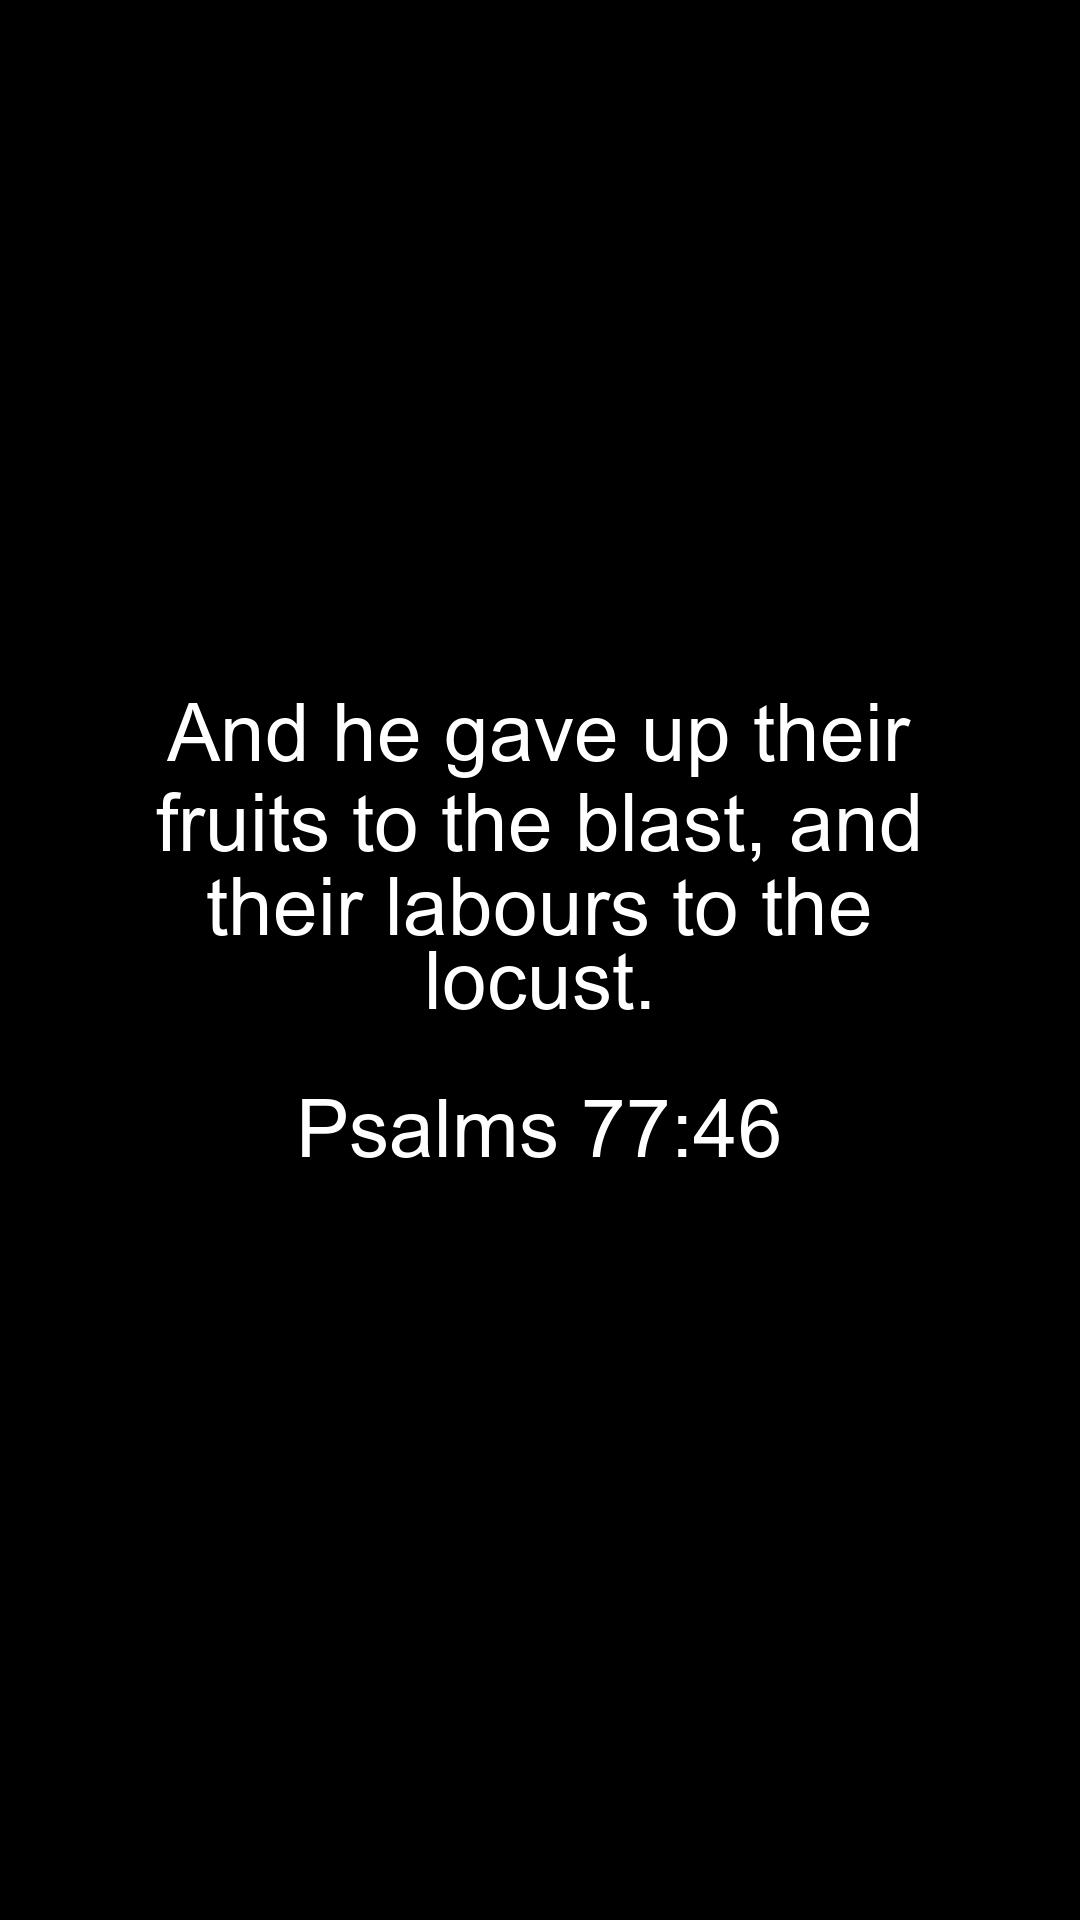 And he gave up their
fruits to the blast, and
their labours to the
locust.
Psalms 77:46